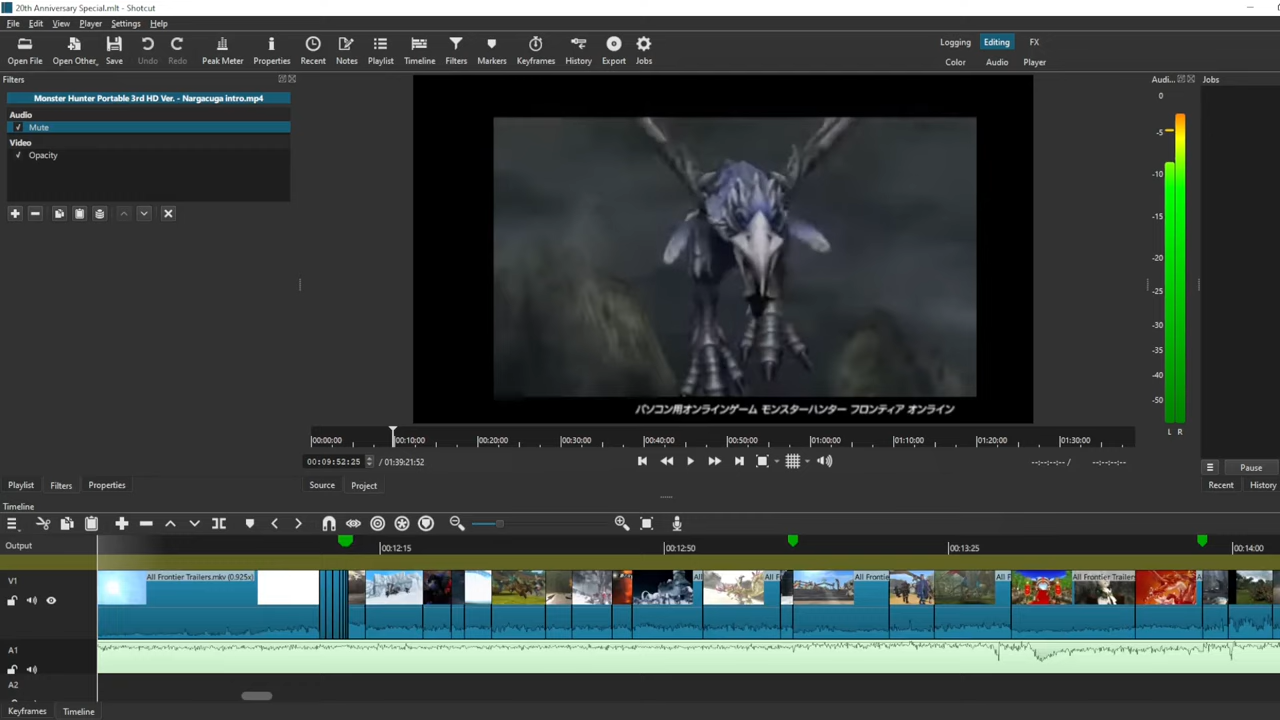 20th Anniversary Special.mlt - Shotcut
File Edit View Player Settings Help
Open File Open Other.. Save Undo Redo Peak Meter Properties Recent Notes Playlist Timeline Filters Markers Keyframes History Export Jobs
Logging Editing FX
Color Audio Player
Filters
Audi...
Jobs
Monster Hunter Portable 3rd HD Ver. - Nargacuga intro.mp4
Audio
Mute
Video
Opacity
0
-5
-10
-15
-20
-25
-30
-35
-40
-45
-50
L R
パソコン用オンラインゲーム モンスターハンター フロンティア オンライン
00:00:00 00:10:00 00:20:00 00:30:00 00:40:00 00:50:00 01:00:00 01:10:00 01:20:00 01:30:00
00:09:52:25 / 01:39:21:52
--:--:--:-- / --:--:--:--
Pause
Playlist Filters Properties
Source Project
Recent History
Timeline
Output
00:12:15 00:12:50 00:13:25 00:14:00
V1
All Frontier Trailers.mkv (0.925x)
All Fronti
All Fi
All Frontie
All F
All Frontier Trailers
A1
A2
Keyframes Timeline